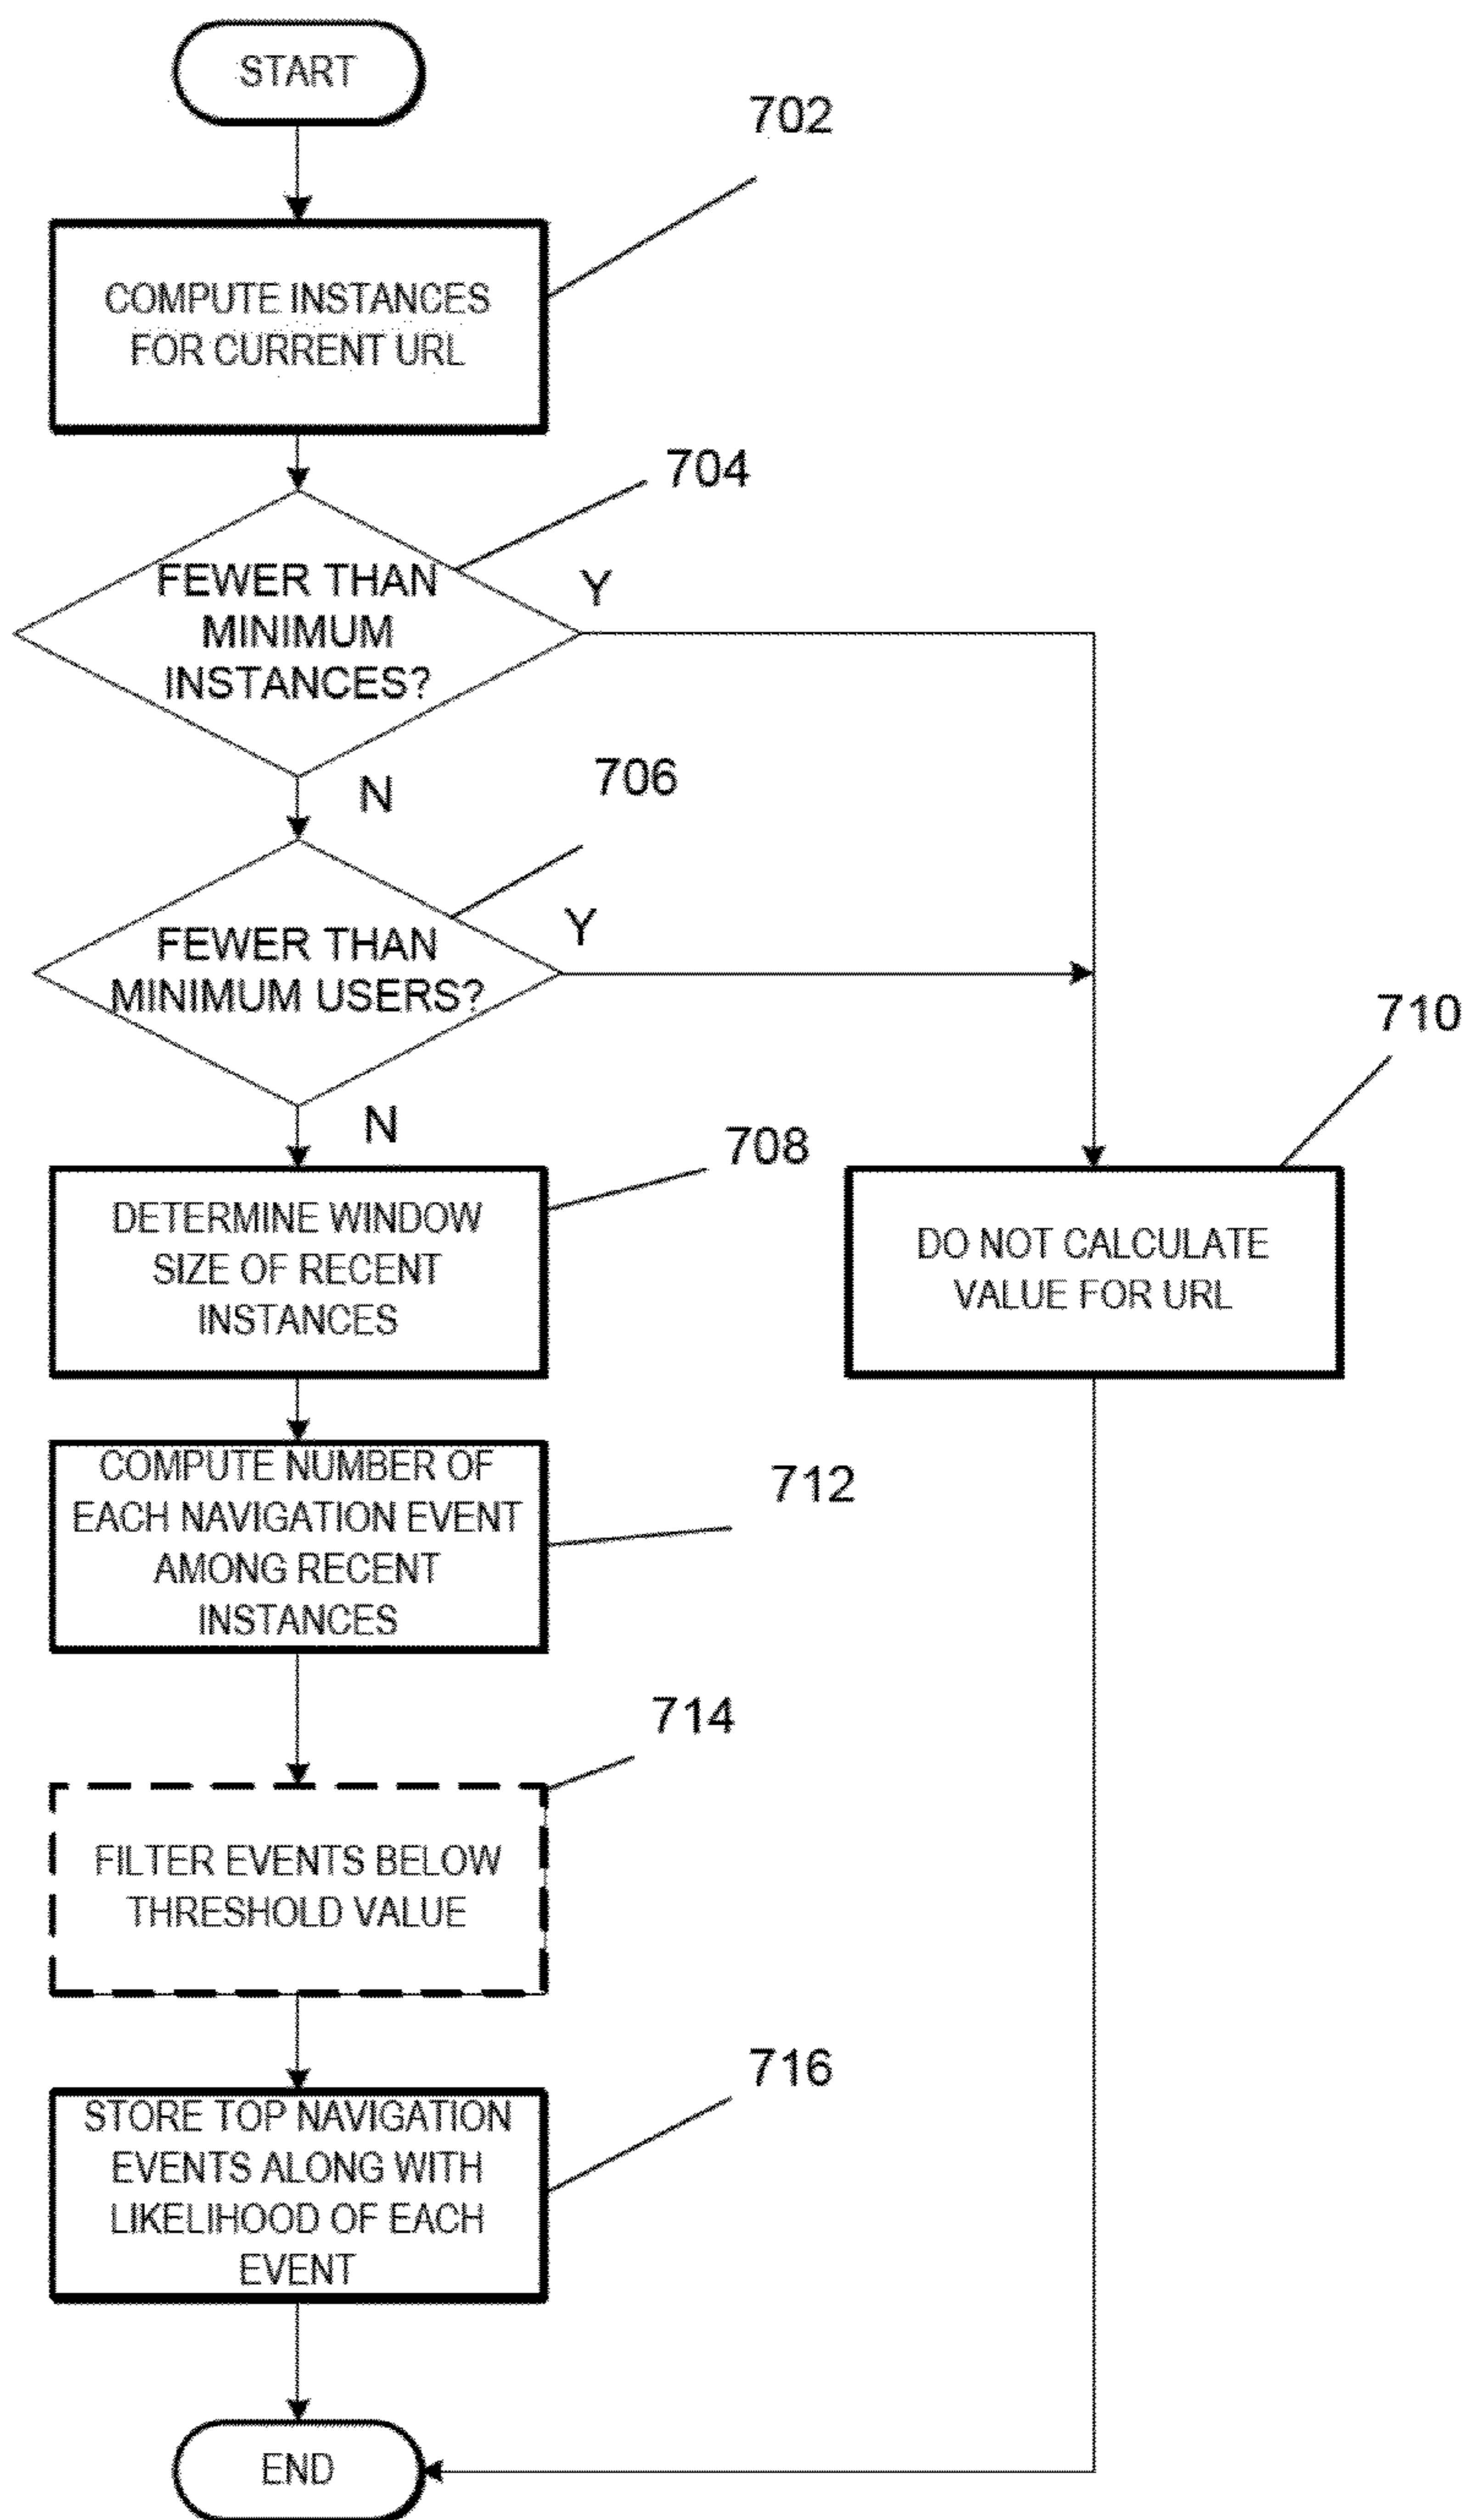 START
702
COMPUTE INSTANCES
FOR CURRENT URL
704
FEWER THAN
MINIMUM
INSTANCES?
Y
N
706
FEWER THAN
MINIMUM USERS?
Y
N
708
DETERMINE WINDOW
SIZE OF RECENT
INSTANCES
710
DO NOT CALCULATE
VALUE FOR URL
712
COMPUTE NUMBER OF
EACH NAVIGATION EVENT
AMONG RECENT
INSTANCES
714
FILTER EVENTS BELOW
THRESHOLD VALUE
716
STORE TOP NAVIGATION
EVENTS ALONG WITH
LIKELIHOOD OF EACH
EVENT
END